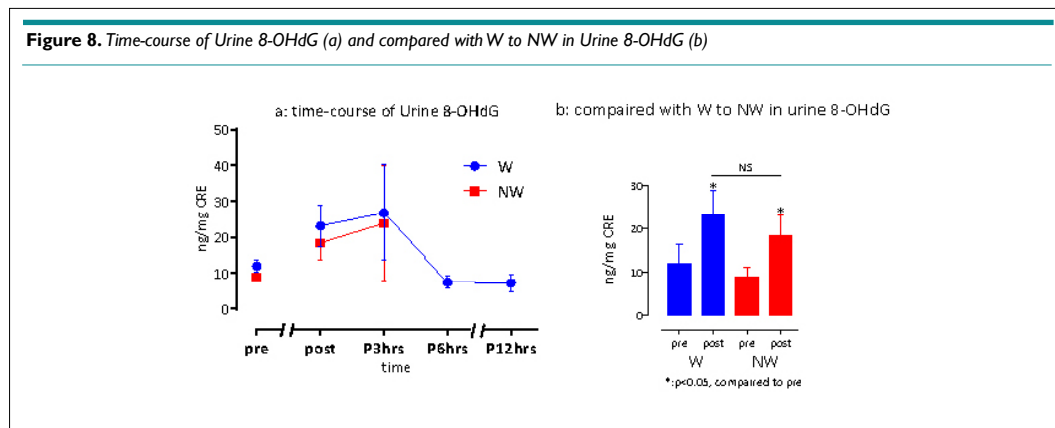 Figure 8. Time-course of Urine 8-OHdG (a) and compared with W to NW in Urine 8-OHdG (b)
a: time-course of Urine 8-OHdG
50
40
30
20
10
0
ng/mg CRE
W
NW
pre
post
P3hrs
P6hrs
P12hrs
time
b: compaired with W to NW in urine 8-OHdG
NS
30
20
10
0
ng/mg CRE
*
*
pre
post
pre
post
W
NW
*:p<0.05, compaired to pre